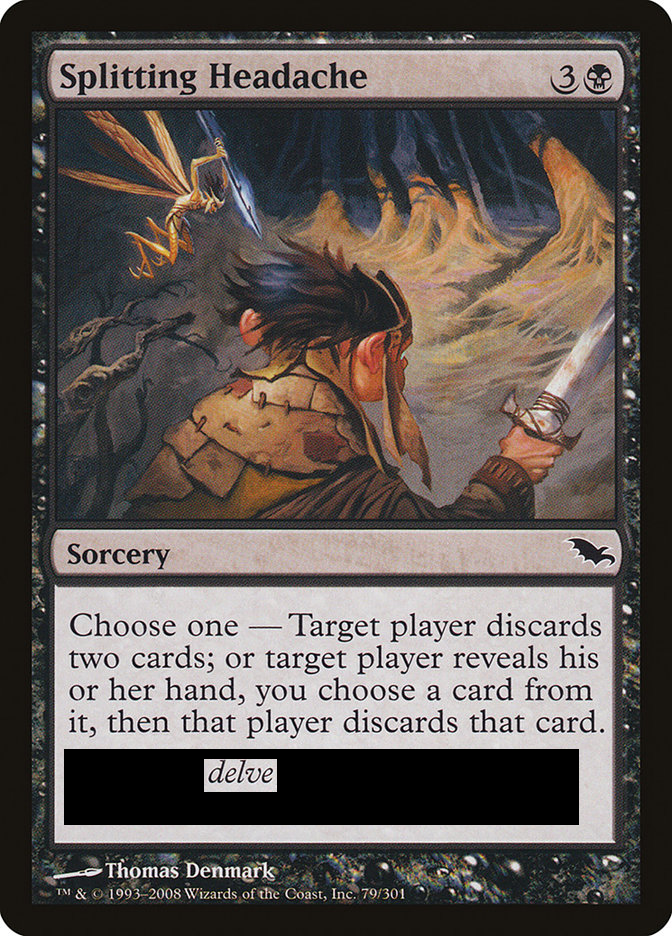 Splitting Headache 3
Sorcery
Choose one — Target player discards
two cards; or target player reveals his
or her hand, you choose a card from
it, then that player discards that card.
delve
Thomas Denmark
™ & © 1993–2008 Wizards of the Coast, Inc. 79/301